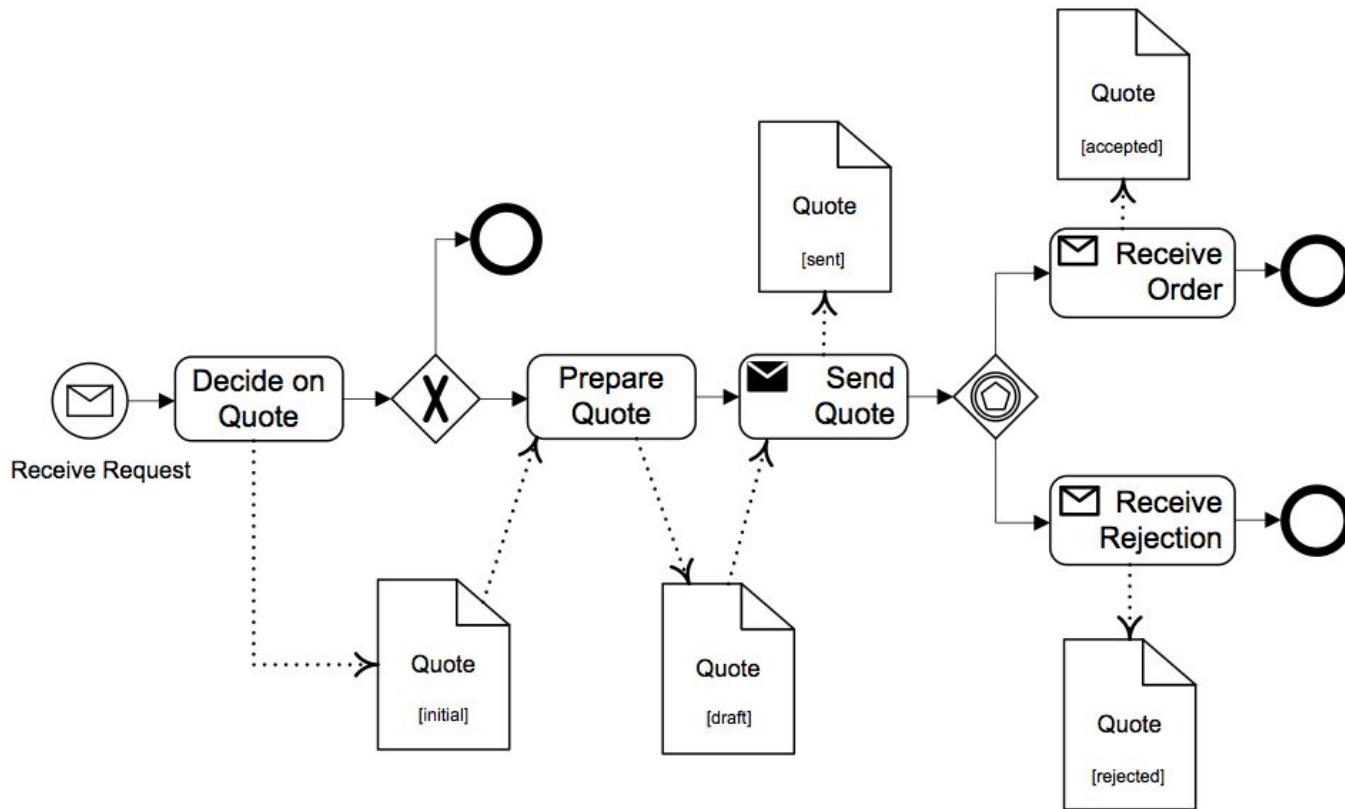 Quote
[accepted]
Quote
[sent]
Receive
Order
Decide on
Quote
X
Prepare
Quote
Send
Quote
Receive Request
Receive
Rejection
Quote
[initial]
Quote
[draft]
Quote
[rejected]